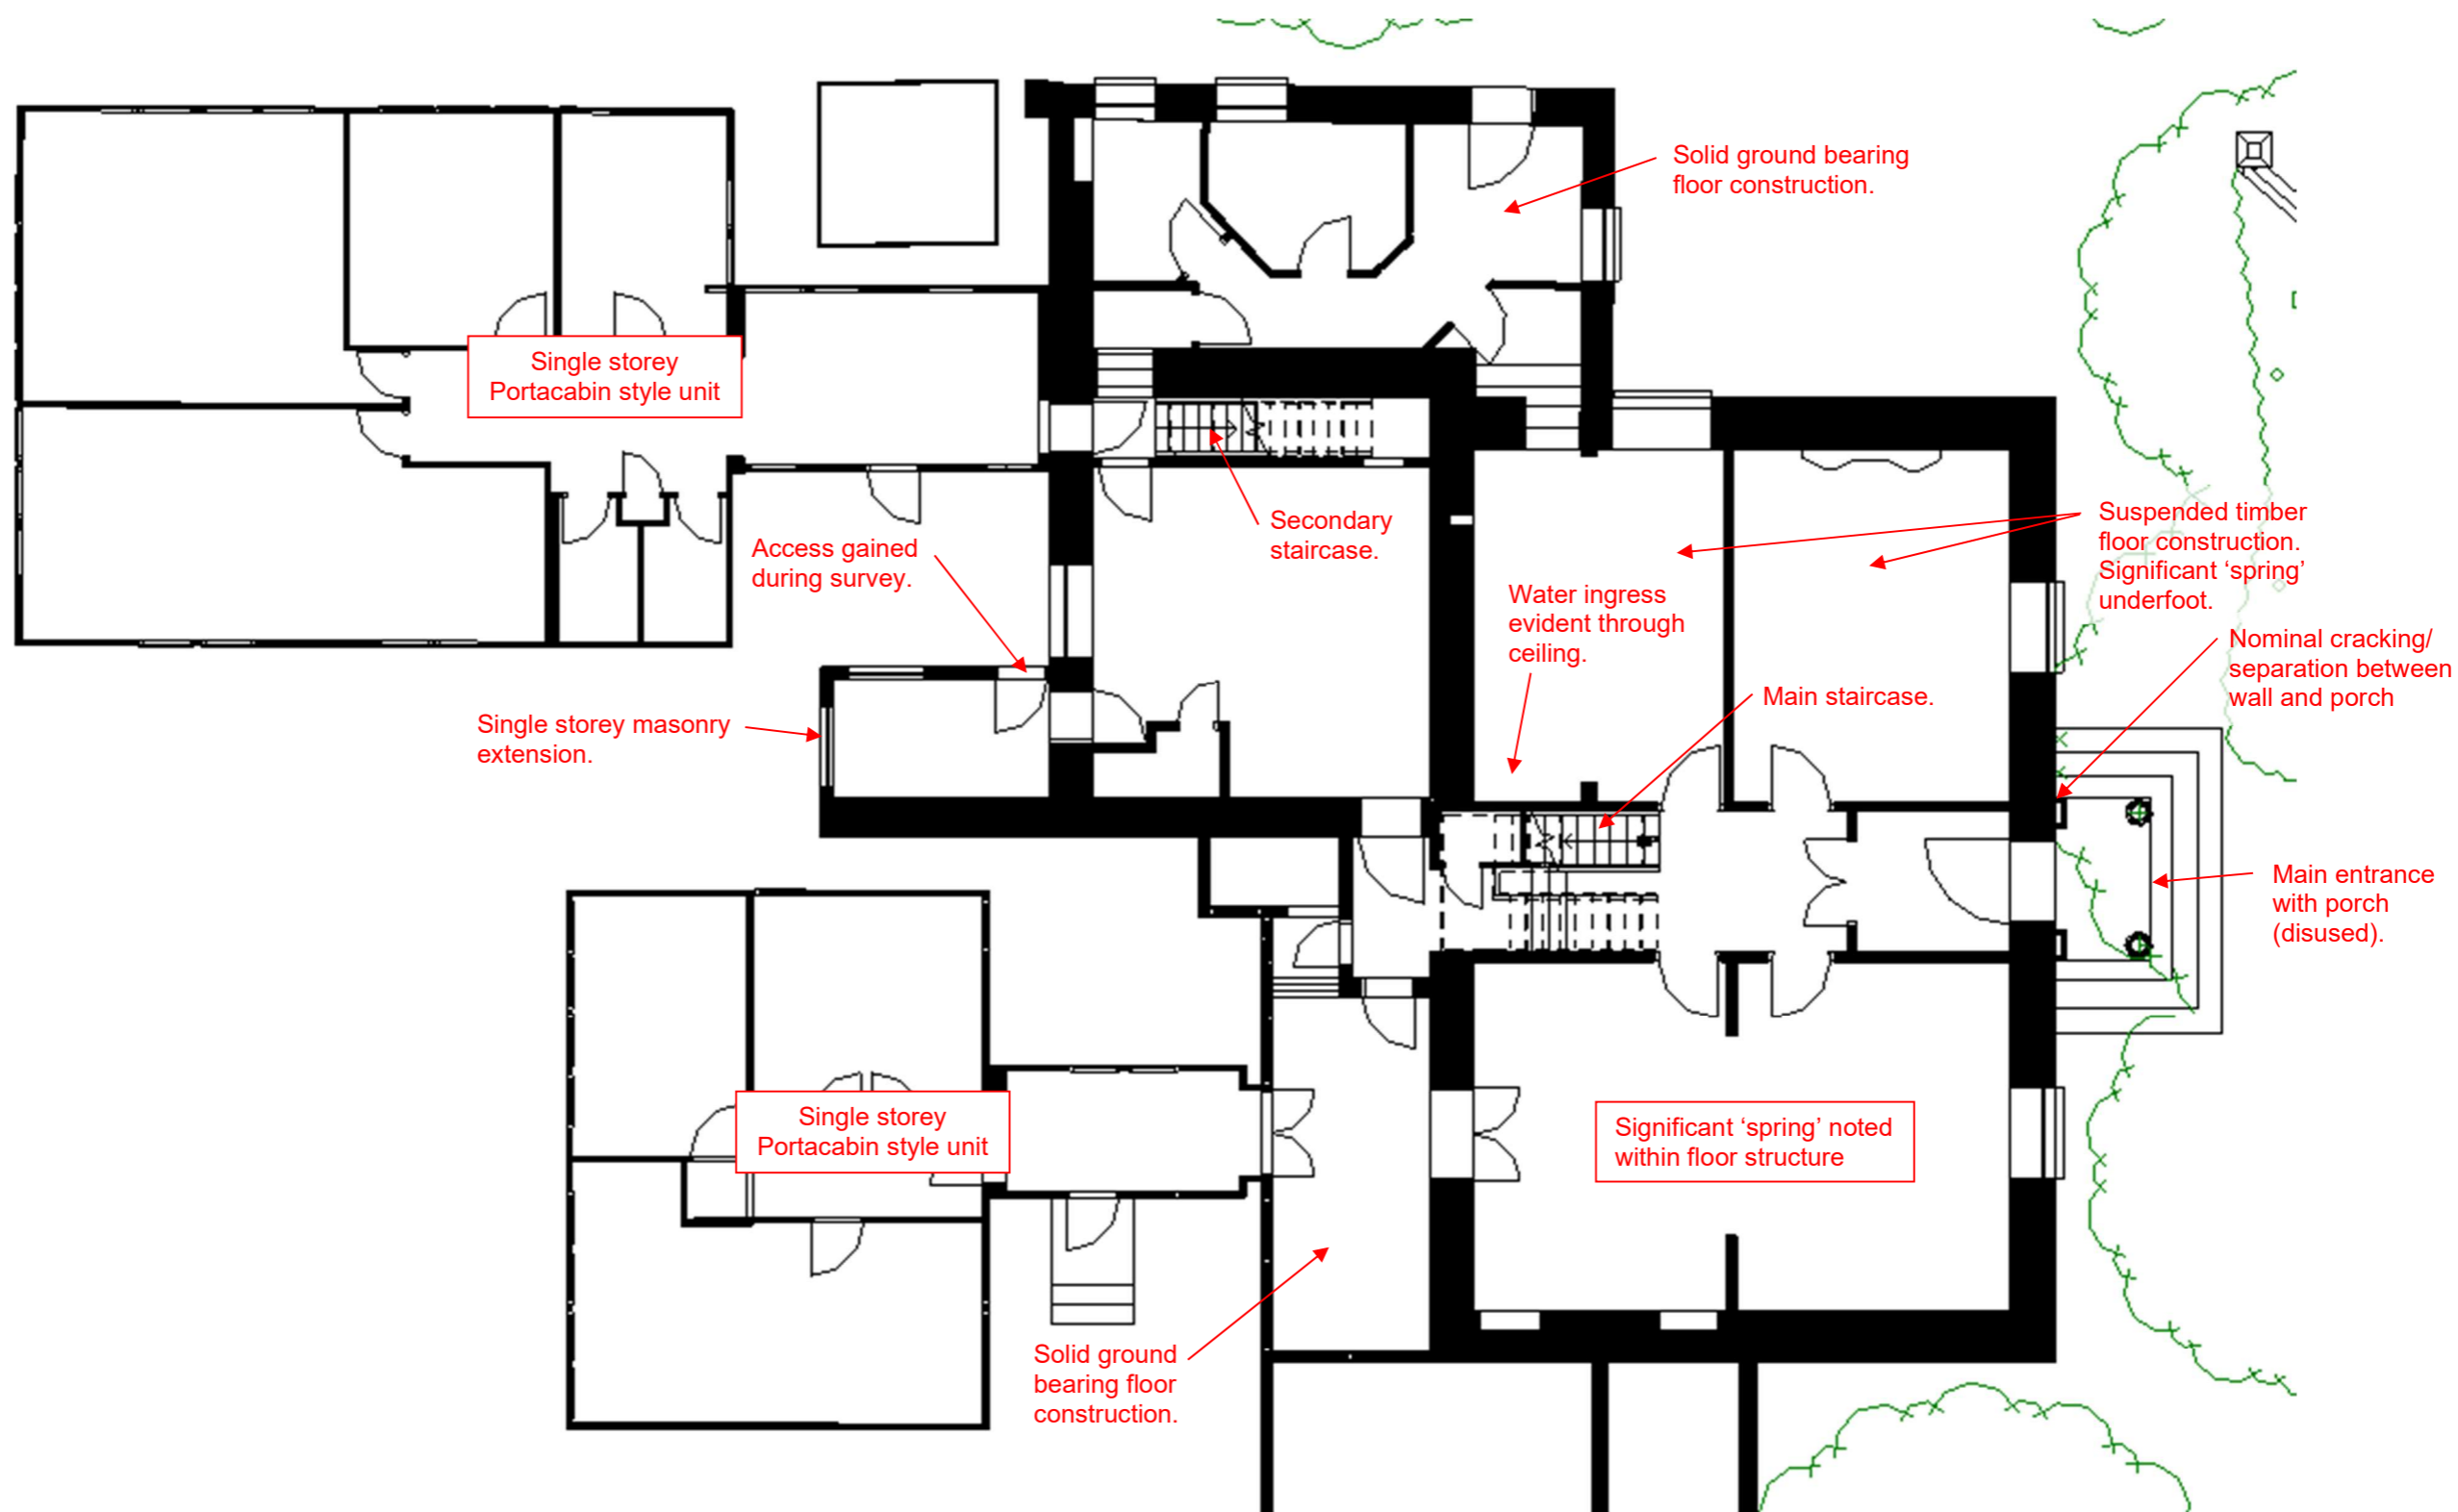 Solid ground bearing
floor construction.
Single storey
Portacabin style unit
Secondary
staircase.
Suspended timber
floor construction.
Significant ‘spring’
underfoot.
Access gained
during survey.
Water ingress
evident through
ceiling.
Nominal cracking/
separation between
wall and porch
Main staircase.
Single storey masonry
extension.
Main entrance
with porch
(disused).
Single storey
Portacabin style unit
Significant ‘spring’ noted
within floor structure
Solid ground
bearing floor
construction.